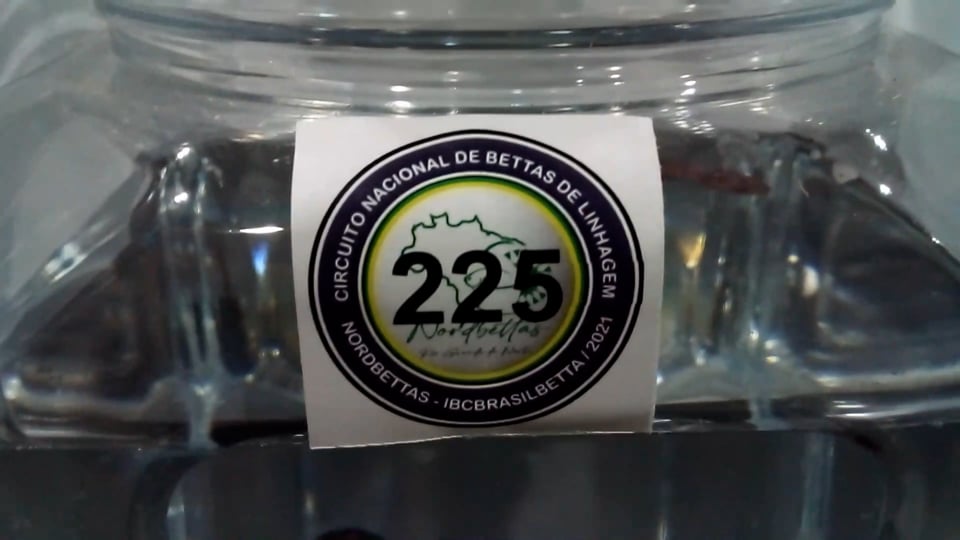 CIRCUITO NACIONAL DE BETTAS DE LINHAGEM
225
Nordbettas
NORDBETTAS - IBCBRASILBETTA / 2021